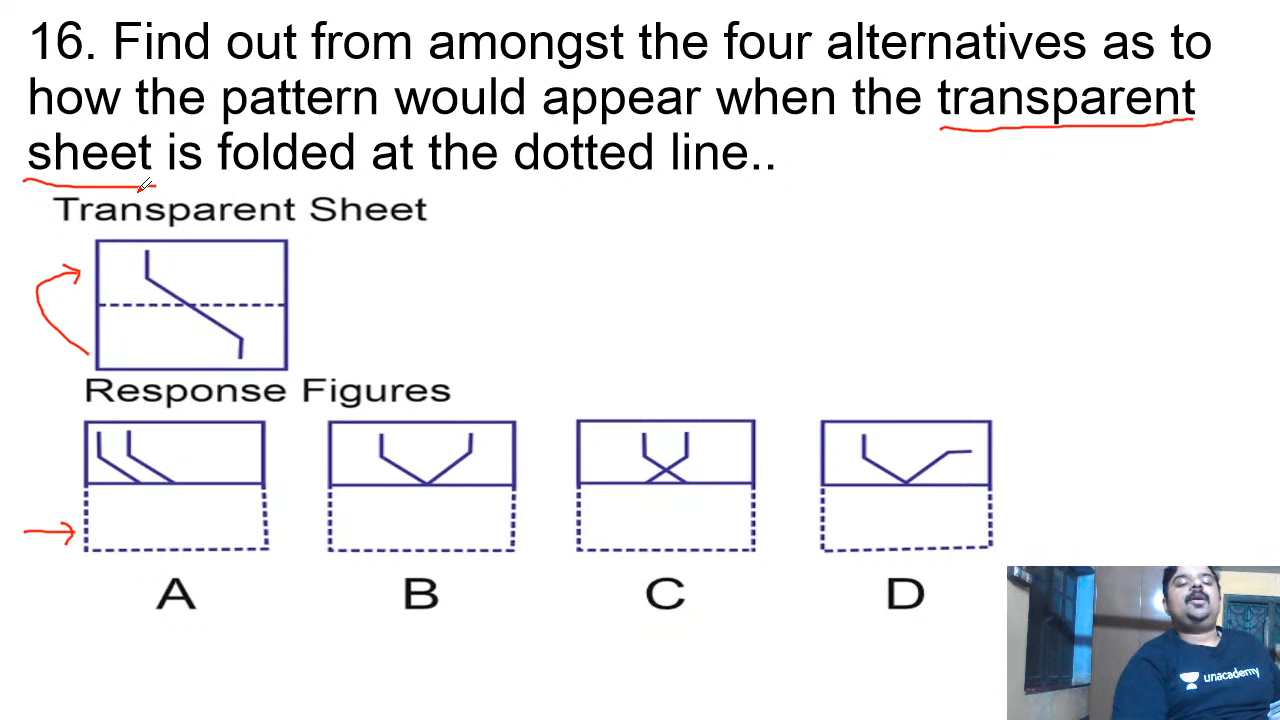 16. Find out from amongst the four alternatives as to
how the pattern would appear when the transparent
sheet is folded at the dotted line..
Transparent Sheet
Response Figures
A B C D
unacademy